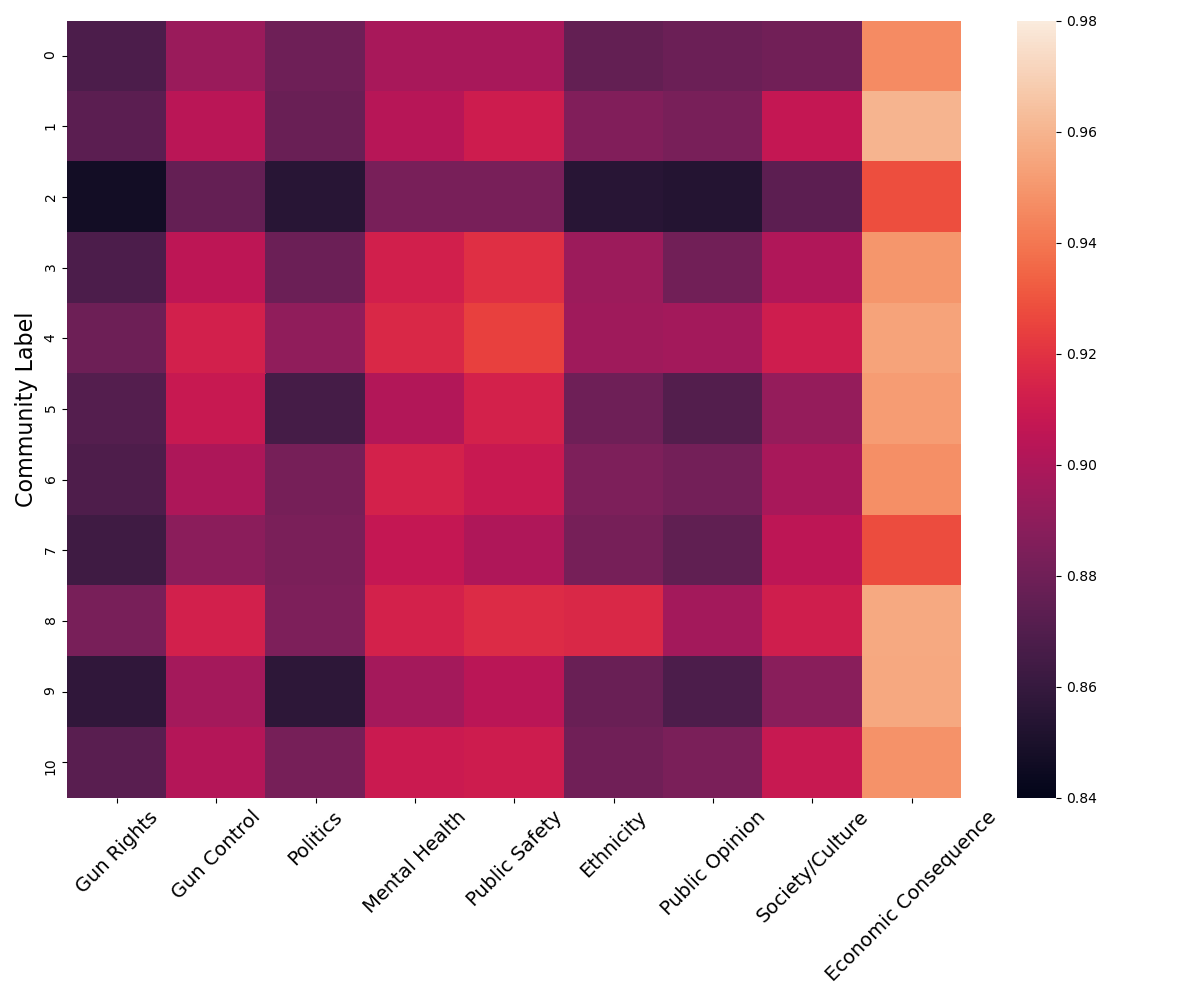 Community Label
0
1
2
3
4
5
6
7
8
9
10
Gun Rights
Gun Control
Politics
Mental Health
Public Safety
Ethnicity
Public Opinion
Society/Culture
Economic Consequence
0.98
0.96
0.94
0.92
0.90
0.88
0.86
0.84